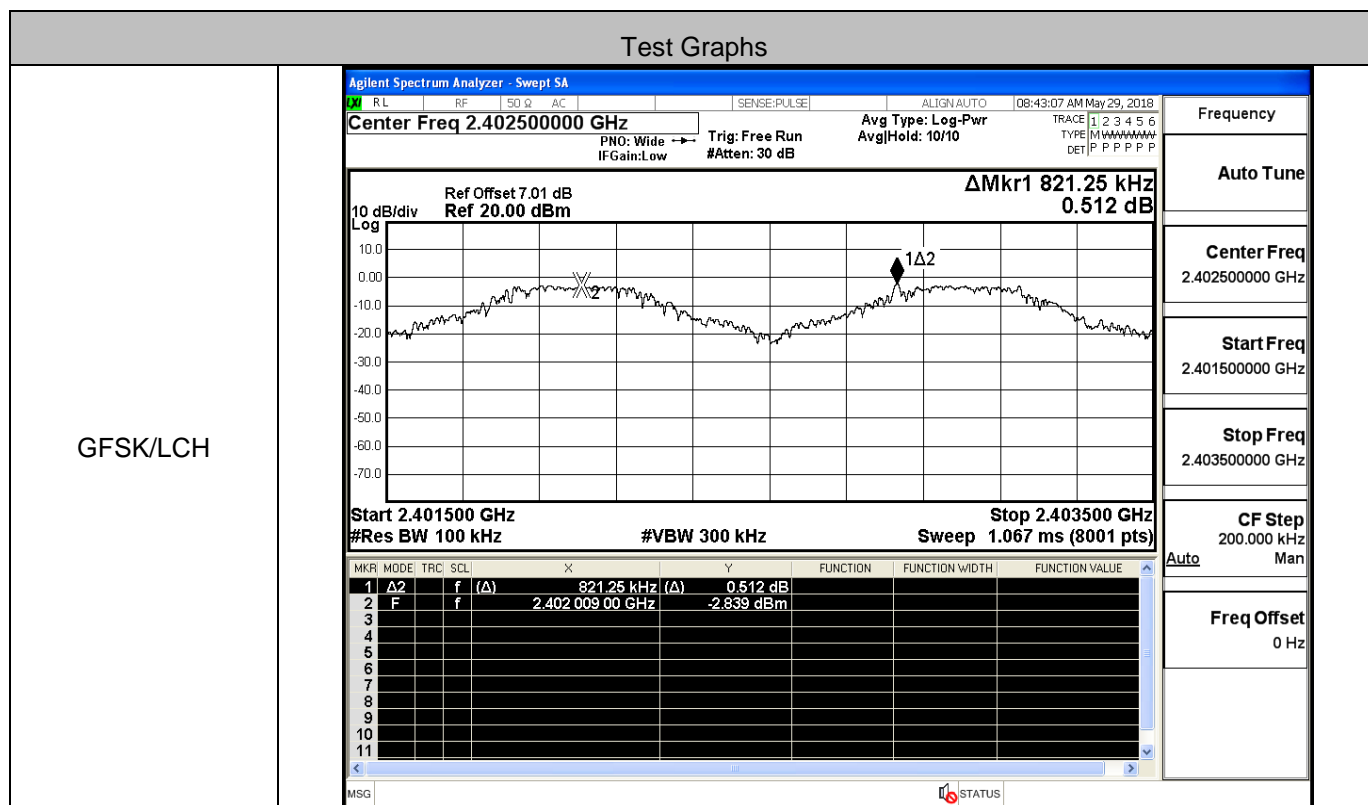 Test Graphs
GFSK/LCH
Agilent Spectrum Analyzer - Swept SA
LXI RL RF 50 Ω AC SENSE:PULSE ALIGN AUTO 08:43:07 AM May 29, 2018
Center Freq 2.402500000 GHz
PNO: Wide
IFGain:Low
Trig: Free Run
#Atten: 30 dB
Avg Type: Log-Pwr
Avg|Hold: 10/10
TRACE 1 2 3 4 5 6
TYPE M WWWWW
DET P P P P P P
ΔMkr1 821.25 kHz
0.512 dB
Ref Offset 7.01 dB
10 dB/div Ref 20.00 dBm
Log
10.0
0.00
-10.0
-20.0
-30.0
-40.0
-50.0
-60.0
-70.0
2
1Δ2
Start 2.401500 GHz Stop 2.403500 GHz
#Res BW 100 kHz #VBW 300 kHz Sweep 1.067 ms (8001 pts)
MKR MODE TRC SCL X Y FUNCTION FUNCTION WIDTH FUNCTION VALUE
1 Δ2 f (Δ) 821.25 kHz (Δ) 0.512 dB
2 F f 2.402 009 00 GHz -2.839 dBm
3
4
5
6
7
8
9
10
11
MSG STATUS
Frequency
Auto Tune
Center Freq
2.402500000 GHz
Start Freq
2.401500000 GHz
Stop Freq
2.403500000 GHz
CF Step
200.000 kHz
Auto Man
Freq Offset
0 Hz